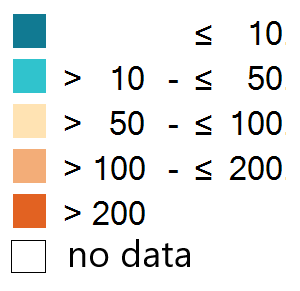 ≤ 10
> 10 - ≤ 50
> 50 - ≤ 100
> 100 - ≤ 200
> 200
no data